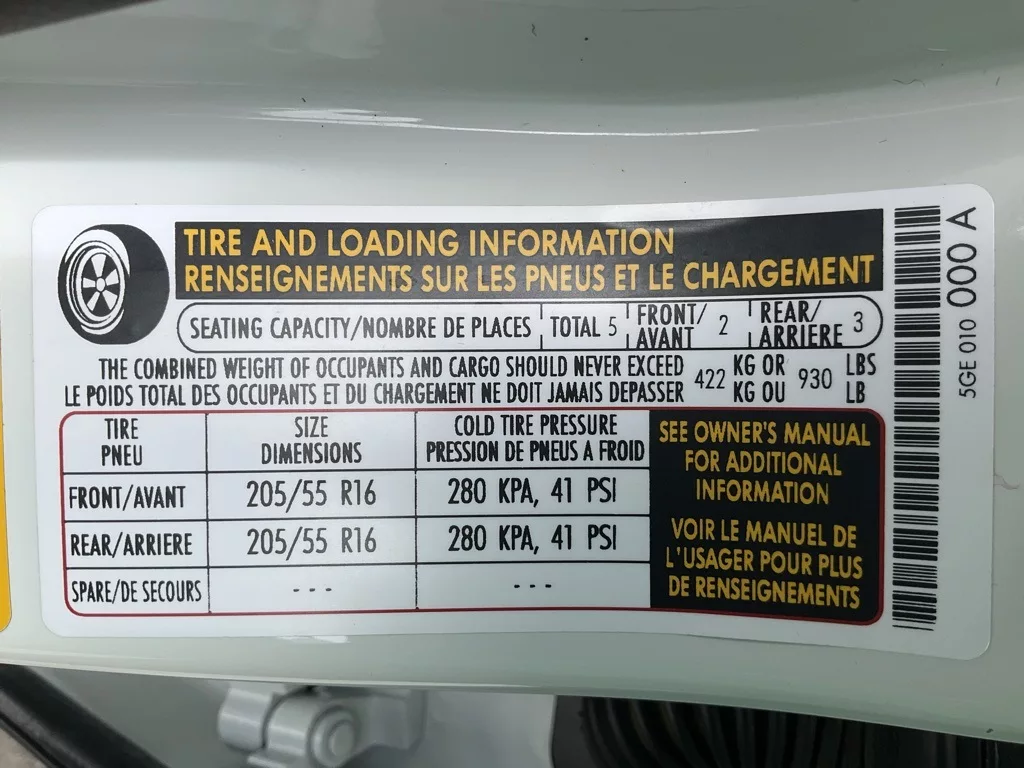 TIRE AND LOADING INFORMATION
RENSEIGNEMENTS SUR LES PNEUS ET LE CHARGEMENT
SEATING CAPACITY/NOMBRE DE PLACES TOTAL 5 FRONT/AVANT 2 REAR/ARRIERE 3
THE COMBINED WEIGHT OF OCCUPANTS AND CARGO SHOULD NEVER EXCEED 422 KG OR 930 LBS
LE POIDS TOTAL DES OCCUPANTS ET DU CHARGEMENT NE DOIT JAMAIS DEPASSER KG OU LB
TIRE SIZE COLD TIRE PRESSURE
PNEU DIMENSIONS PRESSION DE PNEUS A FROID
FRONT/AVANT 205/55 R16 280 KPA, 41 PSI
REAR/ARRIERE 205/55 R16 280 KPA, 41 PSI
SPARE/DE SECOURS --- ---
SEE OWNER'S MANUAL
FOR ADDITIONAL
INFORMATION
VOIR LE MANUEL DE
L'USAGER POUR PLUS
DE RENSEIGNEMENTS
5GE 010 000 A